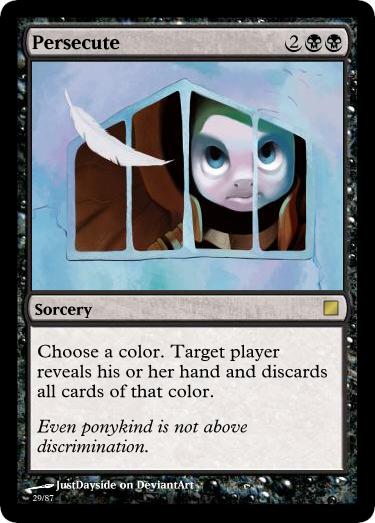 Persecute 2
Sorcery
Choose a color. Target player
reveals his or her hand and discards
all cards of that color.
Even ponykind is not above
discrimination.
JustDayside on DeviantArt
29/87